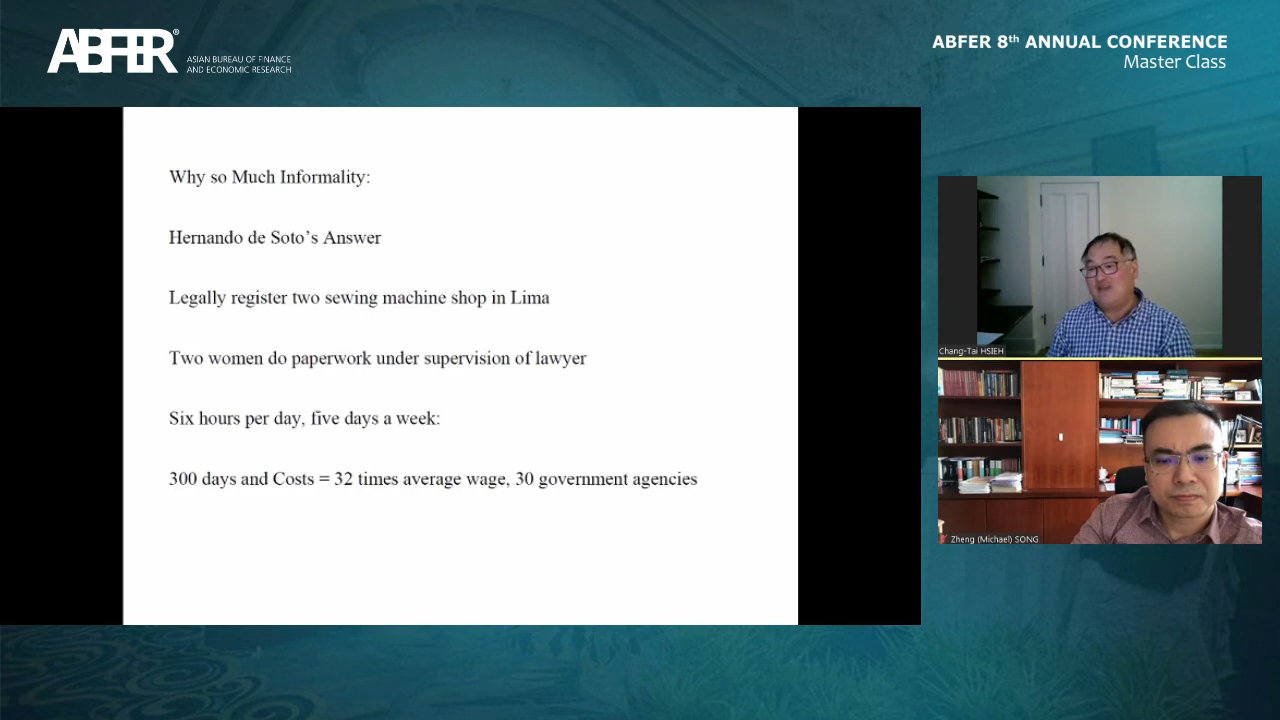 ABFER®
ASIAN BUREAU OF FINANCE
AND ECONOMIC RESEARCH
ABFER 8th ANNUAL CONFERENCE
Master Class
Why so Much Informality:
Hernando de Soto's Answer
Legally register two sewing machine shop in Lima
Two women do paperwork under supervision of lawyer
Six hours per day, five days a week:
300 days and Costs = 32 times average wage, 30 government agencies
Chang-Tai HSIEH
Zheng (Michael) SONG